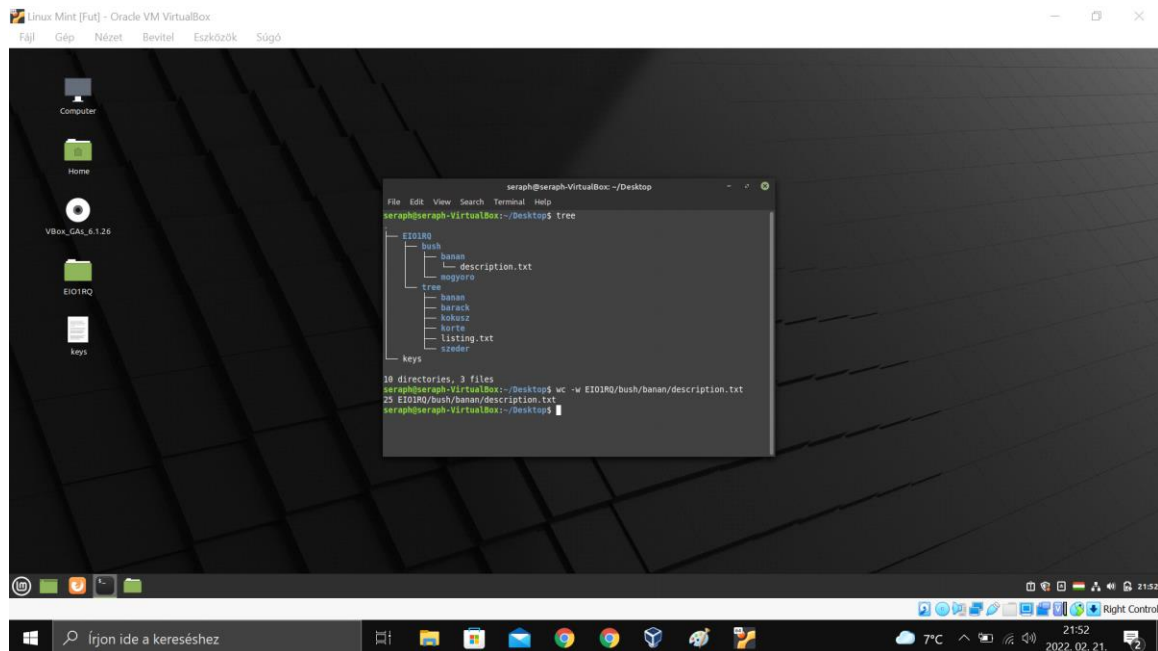 Linux Mint [Fut] - Oracle VM VirtualBox
Fájl Gép Nézet Bevitel Eszközök Súgó
Computer
Home
VBox_GAs_6.1.26
EIO1RQ
keys
seraph@seraph-VirtualBox: ~/Desktop
File Edit View Search Terminal Help
seraph@seraph-VirtualBox:~/Desktop$ tree
.
├── EIO1RQ
│   ├── bush
│   │   ├── banan
│   │   │   └── description.txt
│   │   └── mogyoro
│   └── tree
│       ├── banan
│       ├── barack
│       ├── kokusz
│       ├── korte
│       ├── listing.txt
│       └── szeder
└── keys
10 directories, 3 files
seraph@seraph-VirtualBox:~/Desktop$ wc -w EIO1RQ/bush/banan/description.txt
25 EIO1RQ/bush/banan/description.txt
seraph@seraph-VirtualBox:~/Desktop$
21:52
Right Control
Írjon ide a kereséshez
7°C
21:52
2022. 02. 21.
2